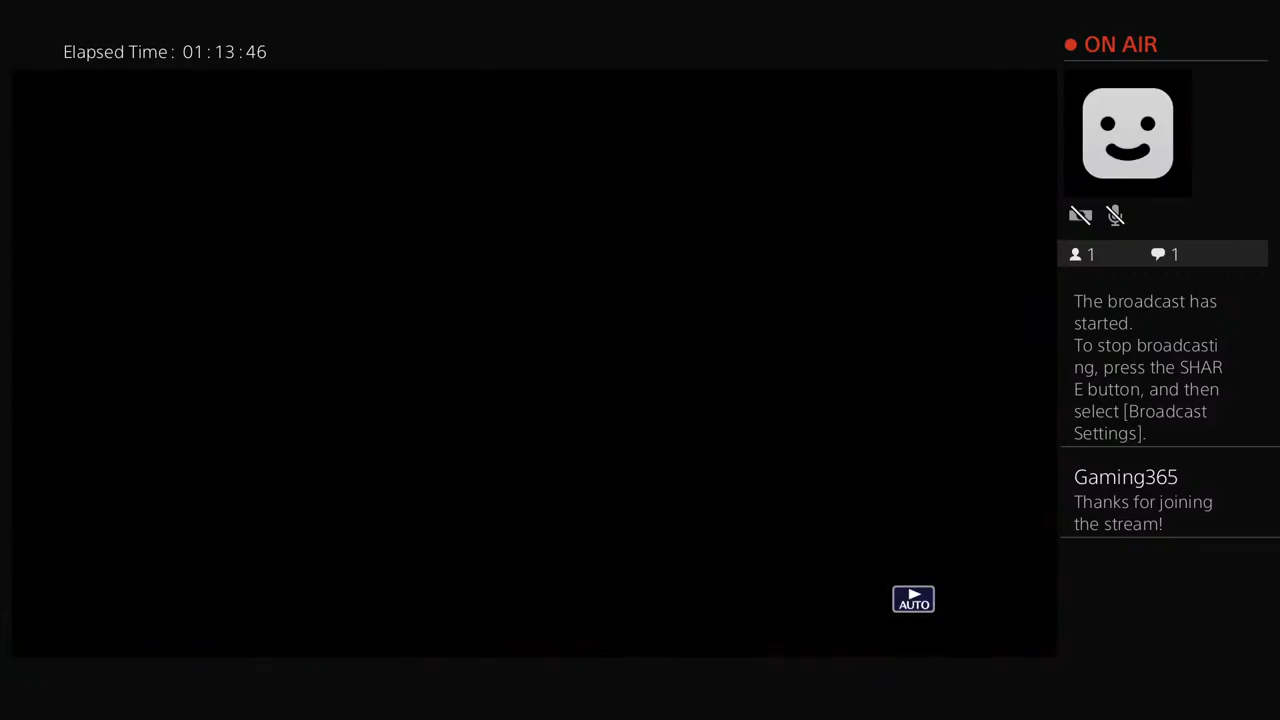 Elapsed Time: 01:13:46
ON AIR
1 1
The broadcast has
started.
To stop broadcasti
ng, press the SHAR
E button, and then
select [Broadcast
Settings].
Gaming365
Thanks for joining
the stream!
AUTO